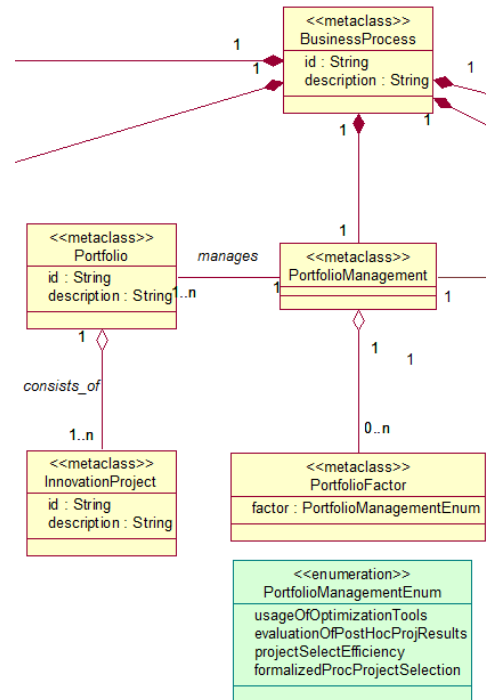 <<metaclass>>
BusinessProcess
id : String
description : String
1
1
1
1
1
1
<<metaclass>>
Portfolio
id : String
description : String
manages
1..n
1
<<metaclass>>
PortfolioManagement
1
1
consists_of
1
1
1..n
0..n
<<metaclass>>
InnovationProject
id : String
description : String
<<metaclass>>
PortfolioFactor
factor : PortfolioManagementEnum
<<enumeration>>
PortfolioManagementEnum
usageOfOptimizationTools
evaluationOfPostHocProjResults
projectSelectEfficiency
formalizedProcProjectSelection